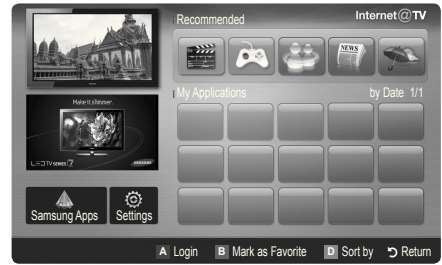 Recommended
Internet@TV
NEWS
My Applications
by Date 1/1
Make it slimmer.
LED TV SERIES 7
SAMSUNG
Samsung Apps
Settings
A Login
B Mark as Favorite
D Sort by
Return